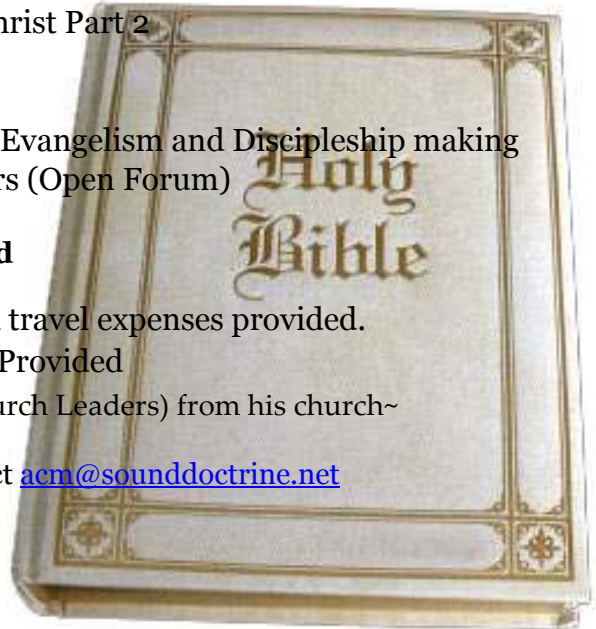 hrist Part 2
Evangelism and Discipleship making
rs (Open Forum)
Holy
Bible
d
travel expenses provided.
Provided
urch Leaders) from his church~
ct acm@sounddoctrine.net